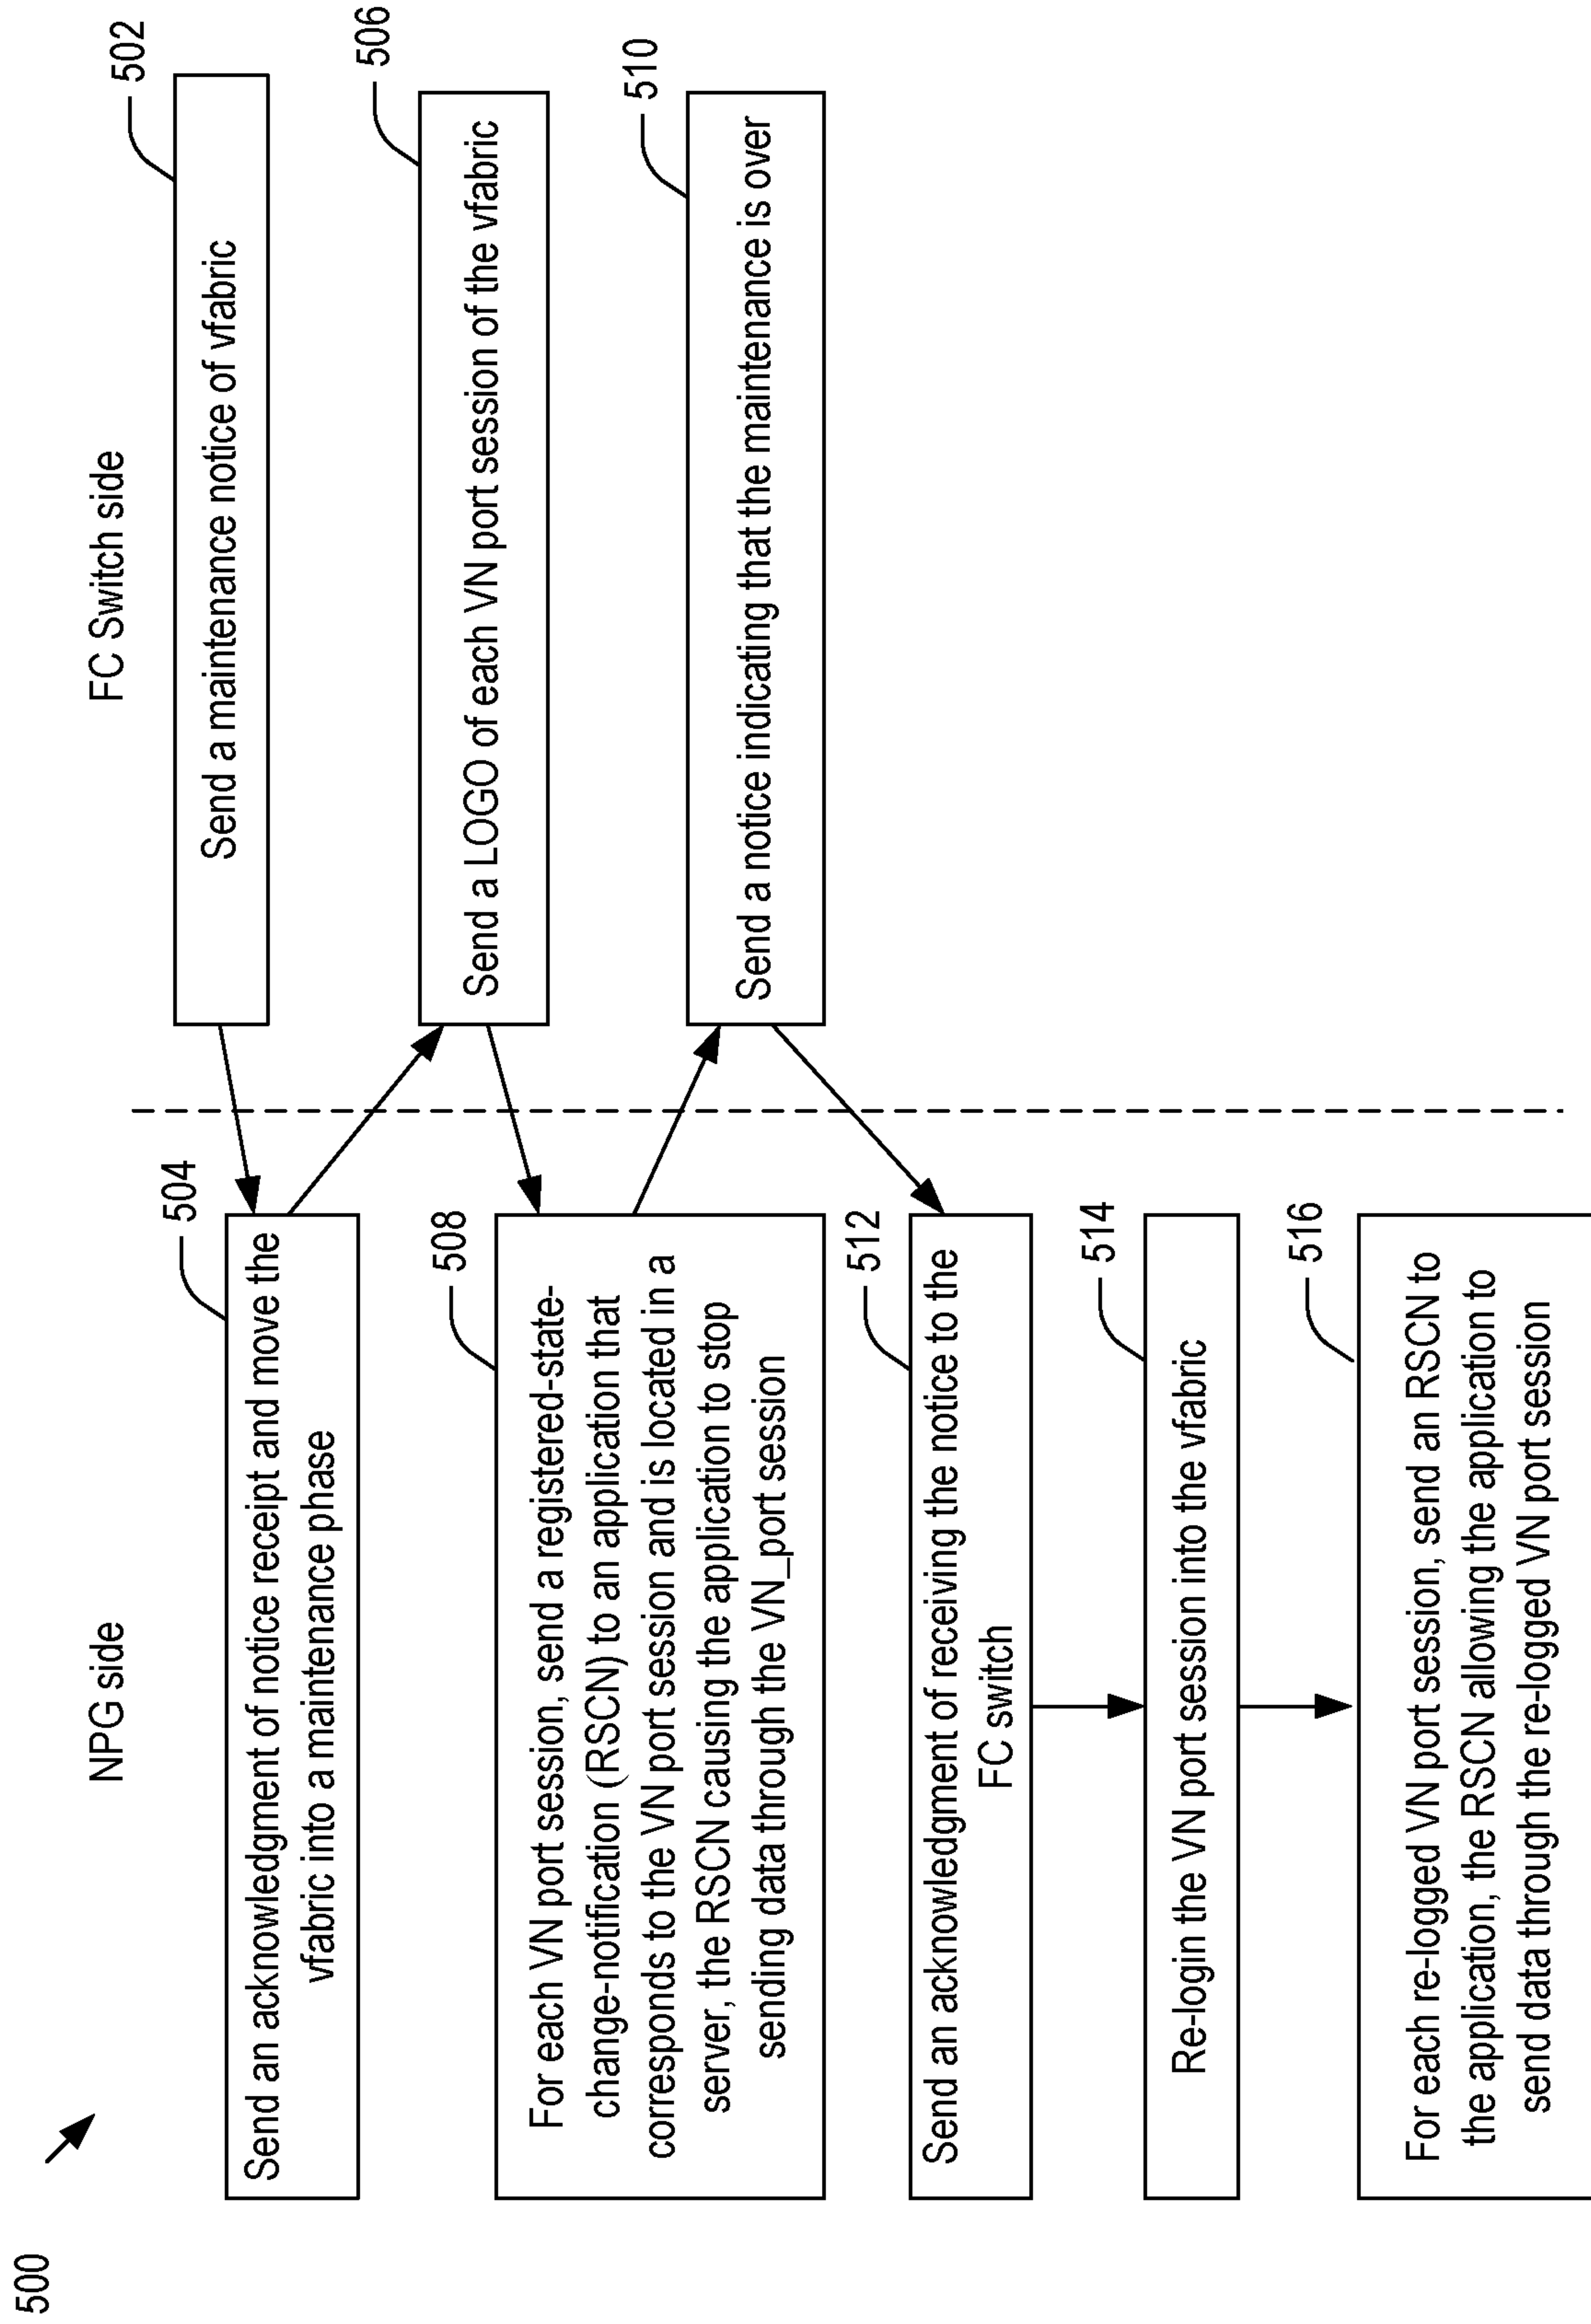 500
NPG side
FC Switch side
502
Send a maintenance notice of vfabric
504
Send an acknowledgment of notice receipt and move the
vfabric into a maintenance phase
506
Send a LOGO of each VN port session of the vfabric
508
For each VN port session, send a registered-state-
change-notification (RSCN) to an application that
corresponds to the VN port session and is located in a
server, the RSCN causing the application to stop
sending data through the VN_port session
510
Send a notice indicating that the maintenance is over
512
Send an acknowledgment of receiving the notice to the
FC switch
514
Re-login the VN port session into the vfabric
516
For each re-logged VN port session, send an RSCN to
the application, the RSCN allowing the application to
send data through the re-logged VN port session